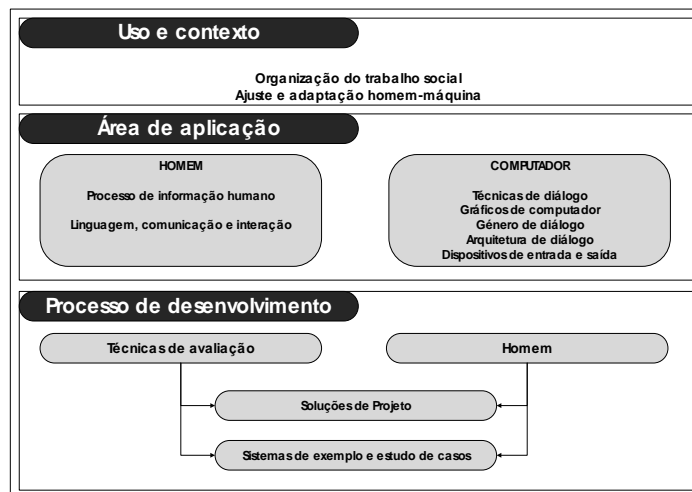 Uso e contexto
Organização do trabalho social
Ajuste e adaptação homem-máquina
Área de aplicação
HOMEM
Processo de informação humano
Linguagem, comunicação e interação
COMPUTADOR
Técnicas de diálogo
Gráficos de computador
Género de diálogo
Arquitetura de diálogo
Dispositivos de entrada e saída
Processo de desenvolvimento
Técnicas de avaliação
Homem
Soluções de Projeto
Sistemas de exemplo e estudo de casos